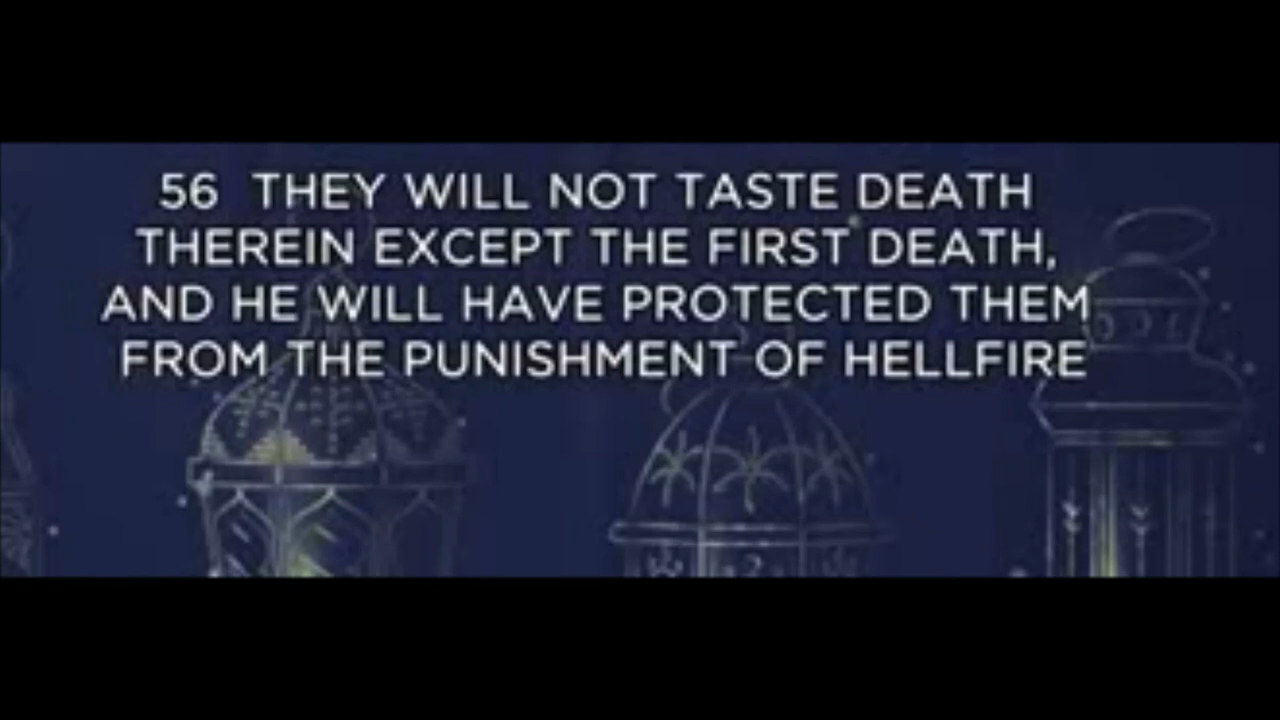 56 THEY WILL NOT TASTE DEATH
THEREIN EXCEPT THE FIRST DEATH,
AND HE WILL HAVE PROTECTED THEM
FROM THE PUNISHMENT OF HELLFIRE